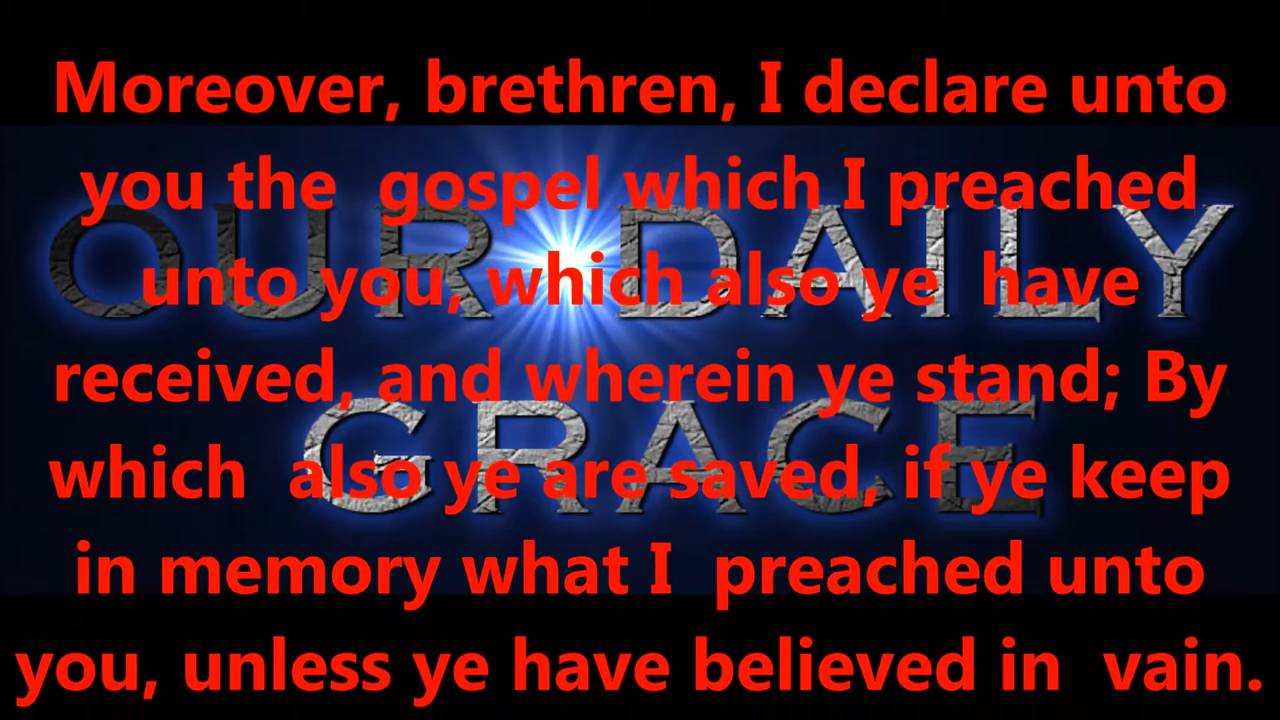 Moreover, brethren, I declare unto
you the gospel which I preached
unto you, which also ye have
received, and wherein ye stand; By
which also ye are saved, if ye keep
in memory what I preached unto
you, unless ye have believed in vain.
OUR DAILY
GRACE